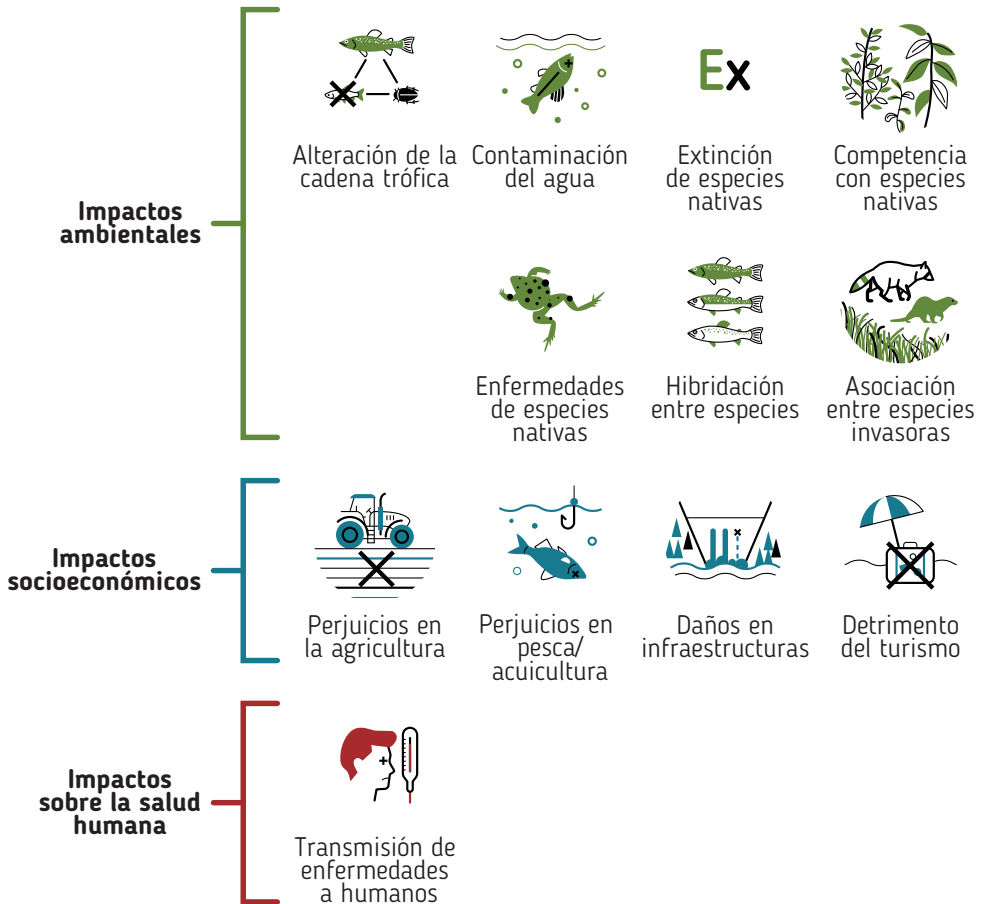 Impactos
ambientales
Ex
Alteración de la
cadena trófica
Contaminación
del agua
Extinción
de especies
nativas
Competencia
con especies
nativas
Enfermedades
de especies
nativas
Hibridación
entre especies
Asociación
entre especies
invasoras
Impactos
socioeconómicos
Perjuicios en
la agricultura
Perjuicios en
pesca/
acuicultura
Daños en
infraestructuras
Detrimento
del turismo
Impactos
sobre la salud
humana
Transmisión de
enfermedades
a humanos